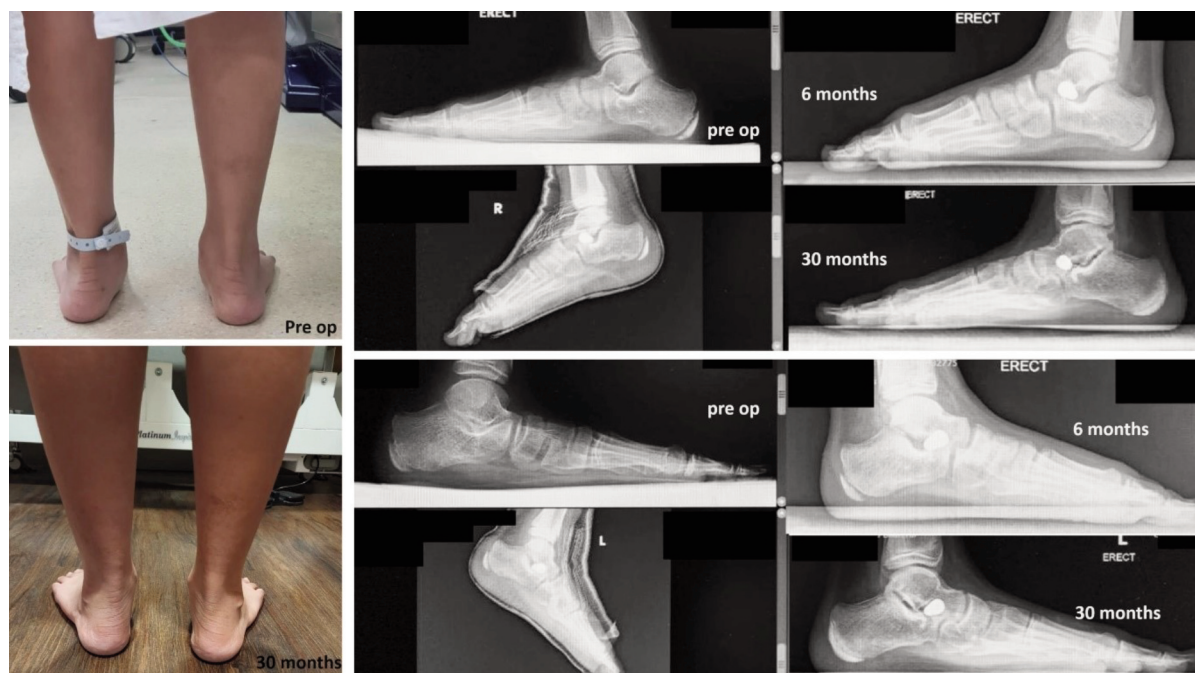 Pre op
ERECT
pre op
R
ERECT
6 months
ERECT
30 months
Platinum
30 months
pre op
L
ERECT
6 months
L
ERECT
30 months